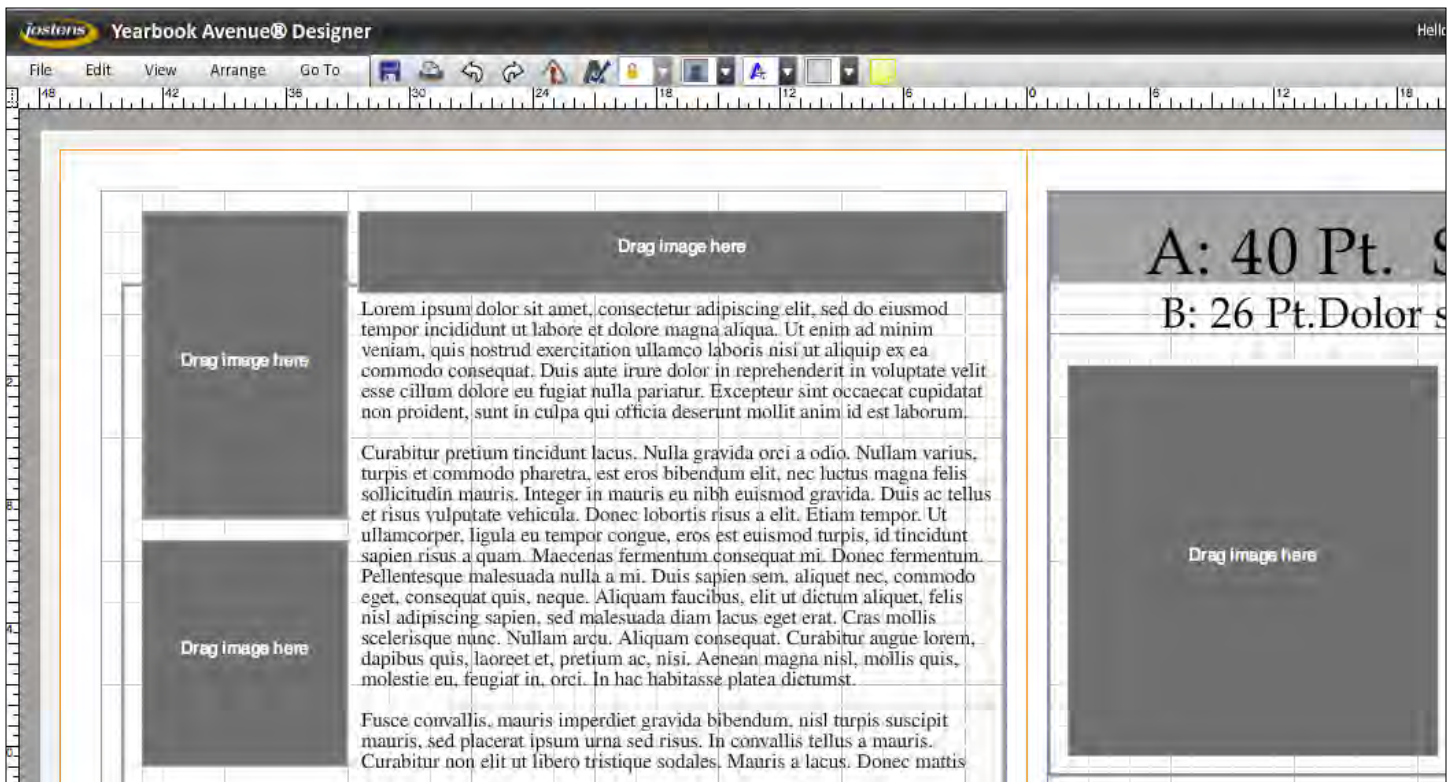 jostens Yearbook Avenue® Designer
Hello
File Edit View Arrange Go To
48 42 36 30 24 18 12 6 0 6 12 18
Drag image here
A: 40 Pt. S
B: 26 Pt.Dolor s
Lorem ipsum dolor sit amet, consectetur adipiscing elit, sed do eiusmod
tempor incididunt ut labore et dolore magna aliqua. Ut enim ad minim
veniam, quis nostrud exercitation ullamco laboris nisi ut aliquip ex ea
commodo consequat. Duis aute irure dolor in reprehenderit in voluptate velit
esse cillum dolore eu fugiat nulla pariatur. Excepteur sint occaecat cupidatat
non proident, sunt in culpa qui officia deserunt mollit anim id est laborum.
Drag image here
Curabitur pretium tincidunt lacus. Nulla gravida orci a odio. Nullam varius,
turpis et commodo pharetra, est eros bibendum elit, nec luctus magna felis
sollicitudin mauris. Integer in mauris eu nibh euismod gravida. Duis ac tellus
et risus vulputate vehicula. Donec lobortis risus a elit. Etiam tempor. Ut
ullamcorper, ligula eu tempor congue, eros est euismod turpis, id tincidunt
sapien risus a quam. Maecenas fermentum consequat mi. Donec fermentum.
Pellentesque malesuada nulla a mi. Duis sapien sem, aliquet nec, commodo
eget, consequat quis, neque. Aliquam faucibus, elit ut dictum aliquet, felis
nisl adipiscing sapien, sed malesuada diam lacus eget erat. Cras mollis
scelerisque nunc. Nullam arcu. Aliquam consequat. Curabitur augue lorem,
dapibus quis, laoreet et, pretium ac, nisi. Aenean magna nisl, mollis quis,
molestie eu, feugiat in, orci. In hac habitasse platea dictumst.
Drag image here
Drag image here
Fusce convallis, mauris imperdiet gravida bibendum, nisl turpis suscipit
mauris, sed placerat ipsum urna sed risus. In convallis tellus a mauris.
Curabitur non elit ut libero tristique sodales. Mauris a lacus. Donec mattis